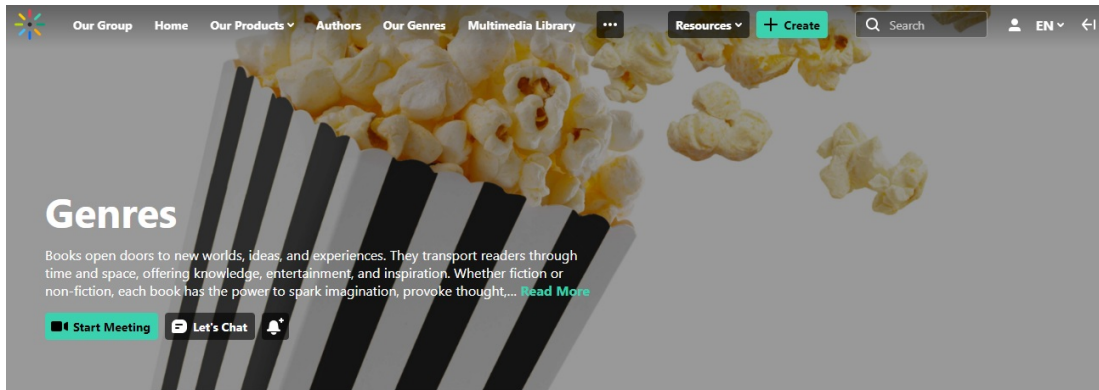 Our Group Home Our Products Authors Our Genres Multimedia Library ... Resources + Create Search EN
Genres
Books open doors to new worlds, ideas, and experiences. They transport readers through
time and space, offering knowledge, entertainment, and inspiration. Whether fiction or
non-fiction, each book has the power to spark imagination, provoke thought,... Read More
Start Meeting Let's Chat